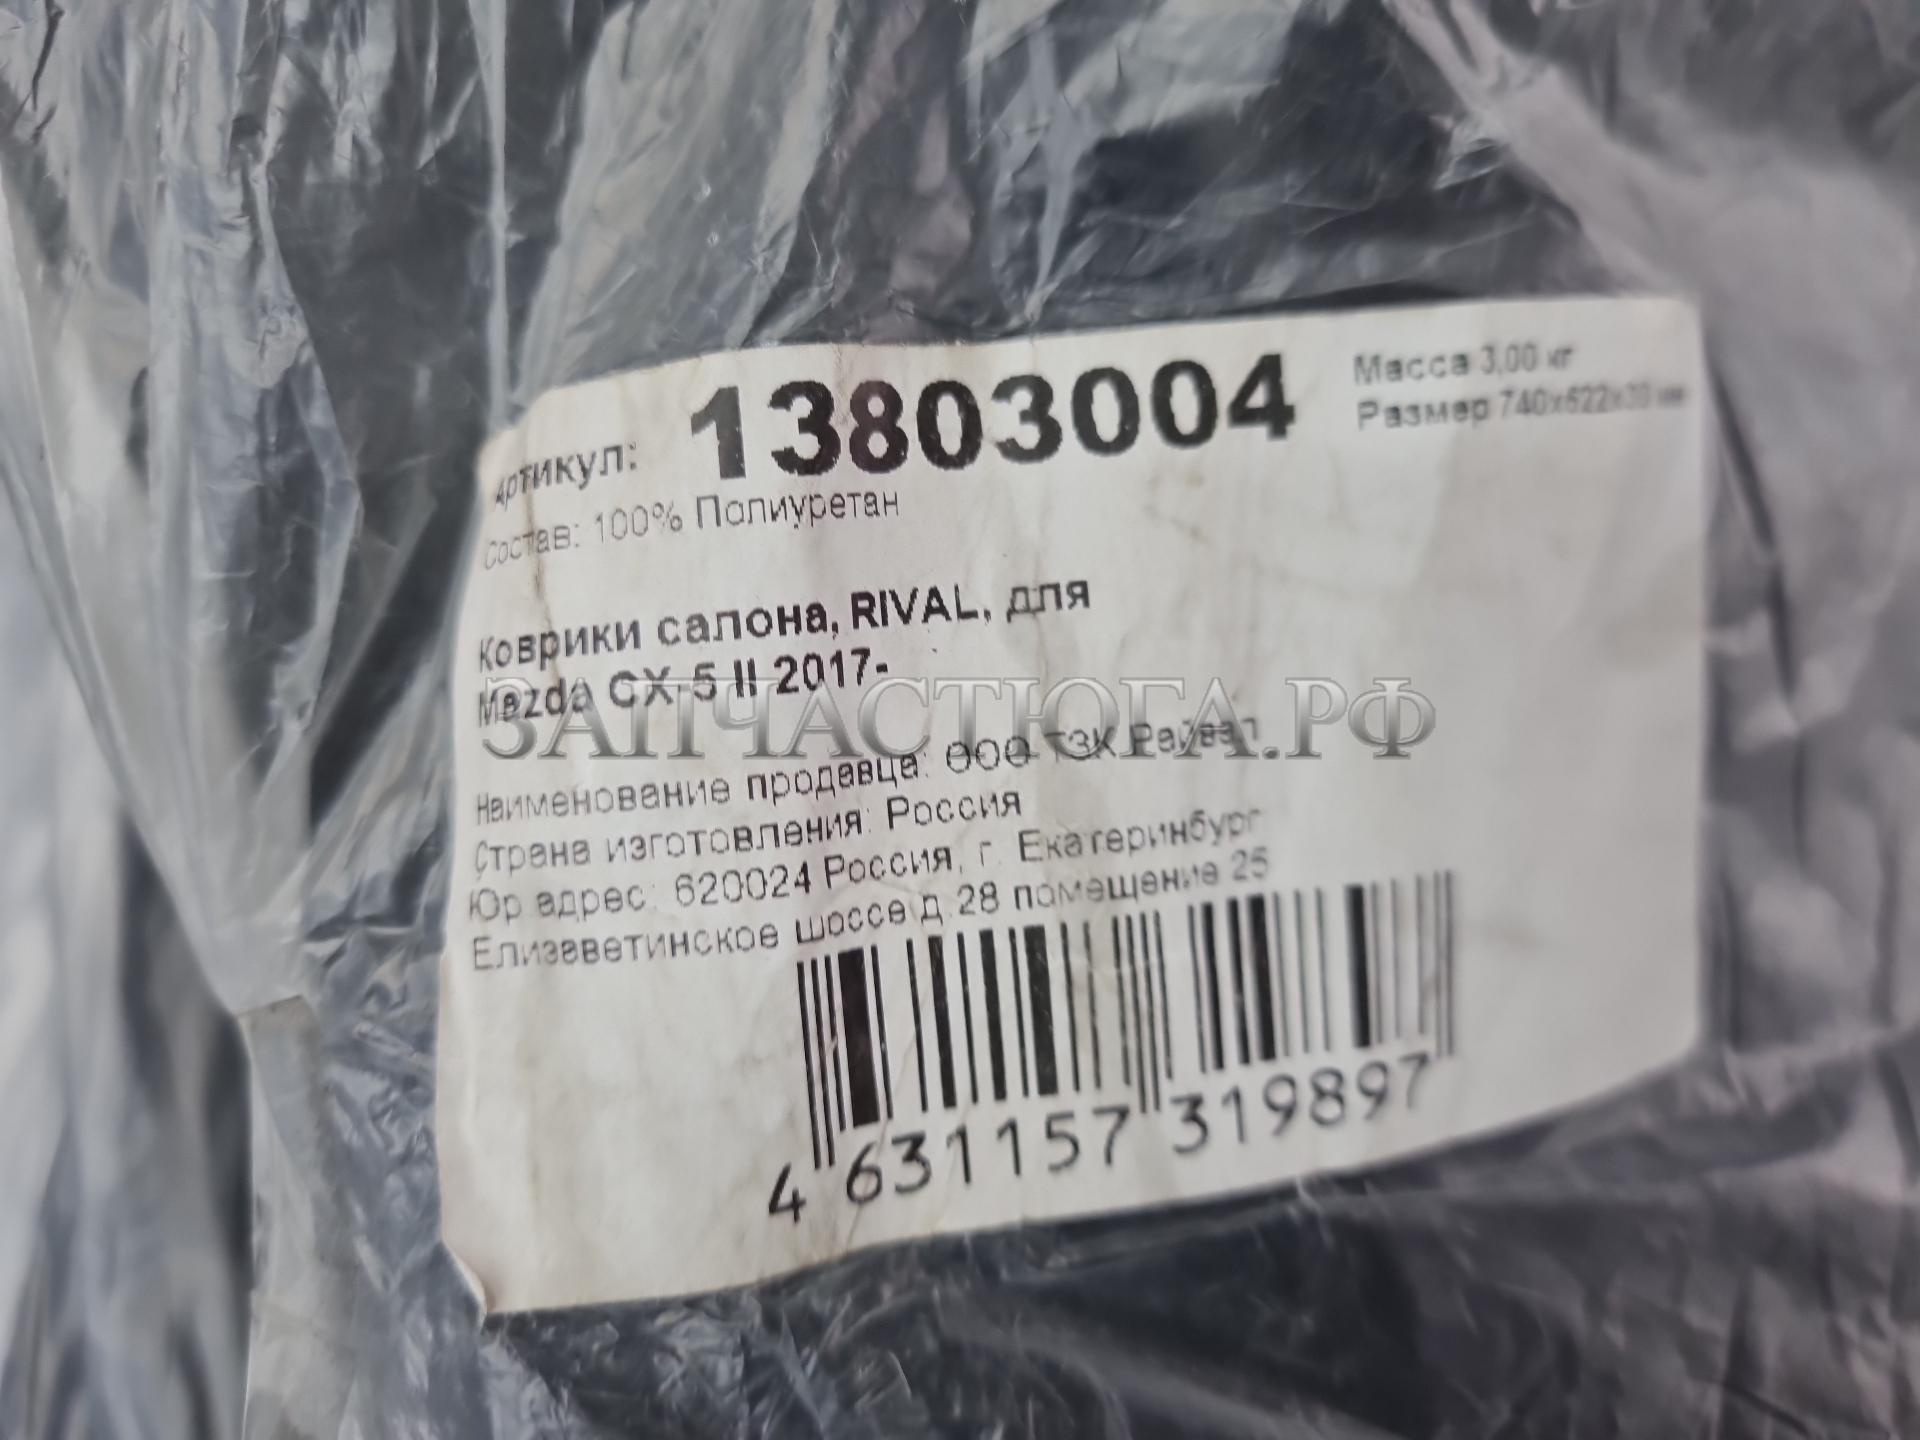 Артикул: 13803004
Масса 3,00 кг
Размер 740x622x30 мм
Состав: 100% Полиуретан
Коврики салона, RIVAL, для
Mazda CX-5 II 2017-
ЗАПЧАСТЮГА.РФ
Наименование продавца: ООО ТЗК Райвал
Страна изготовления: Россия
Юр адрес: 620024 Россия, г. Екатеринбург
Елизаветинское шоссе д. 28 помещение 25
4 631157 319897